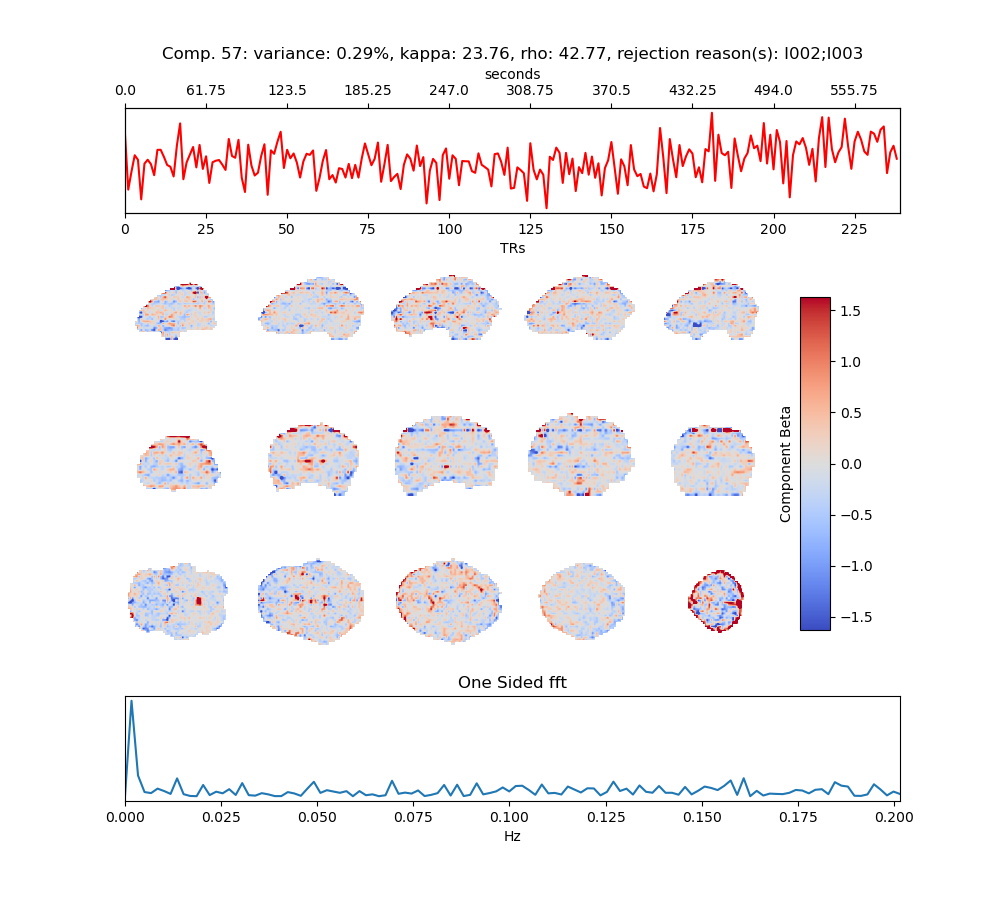 Comp. 57: variance: 0.29%, kappa: 23.76, rho: 42.77, rejection reason(s): I002;I003
seconds
0.0 61.75 123.5 185.25 247.0 308.75 370.5 432.25 494.0 555.75
0 25 50 75 100 125 150 175 200 225
TRs
1.5
1.0
0.5
0.0
−0.5
−1.0
−1.5
Component Beta
One Sided fft
0.000 0.025 0.050 0.075 0.100 0.125 0.150 0.175 0.200
Hz